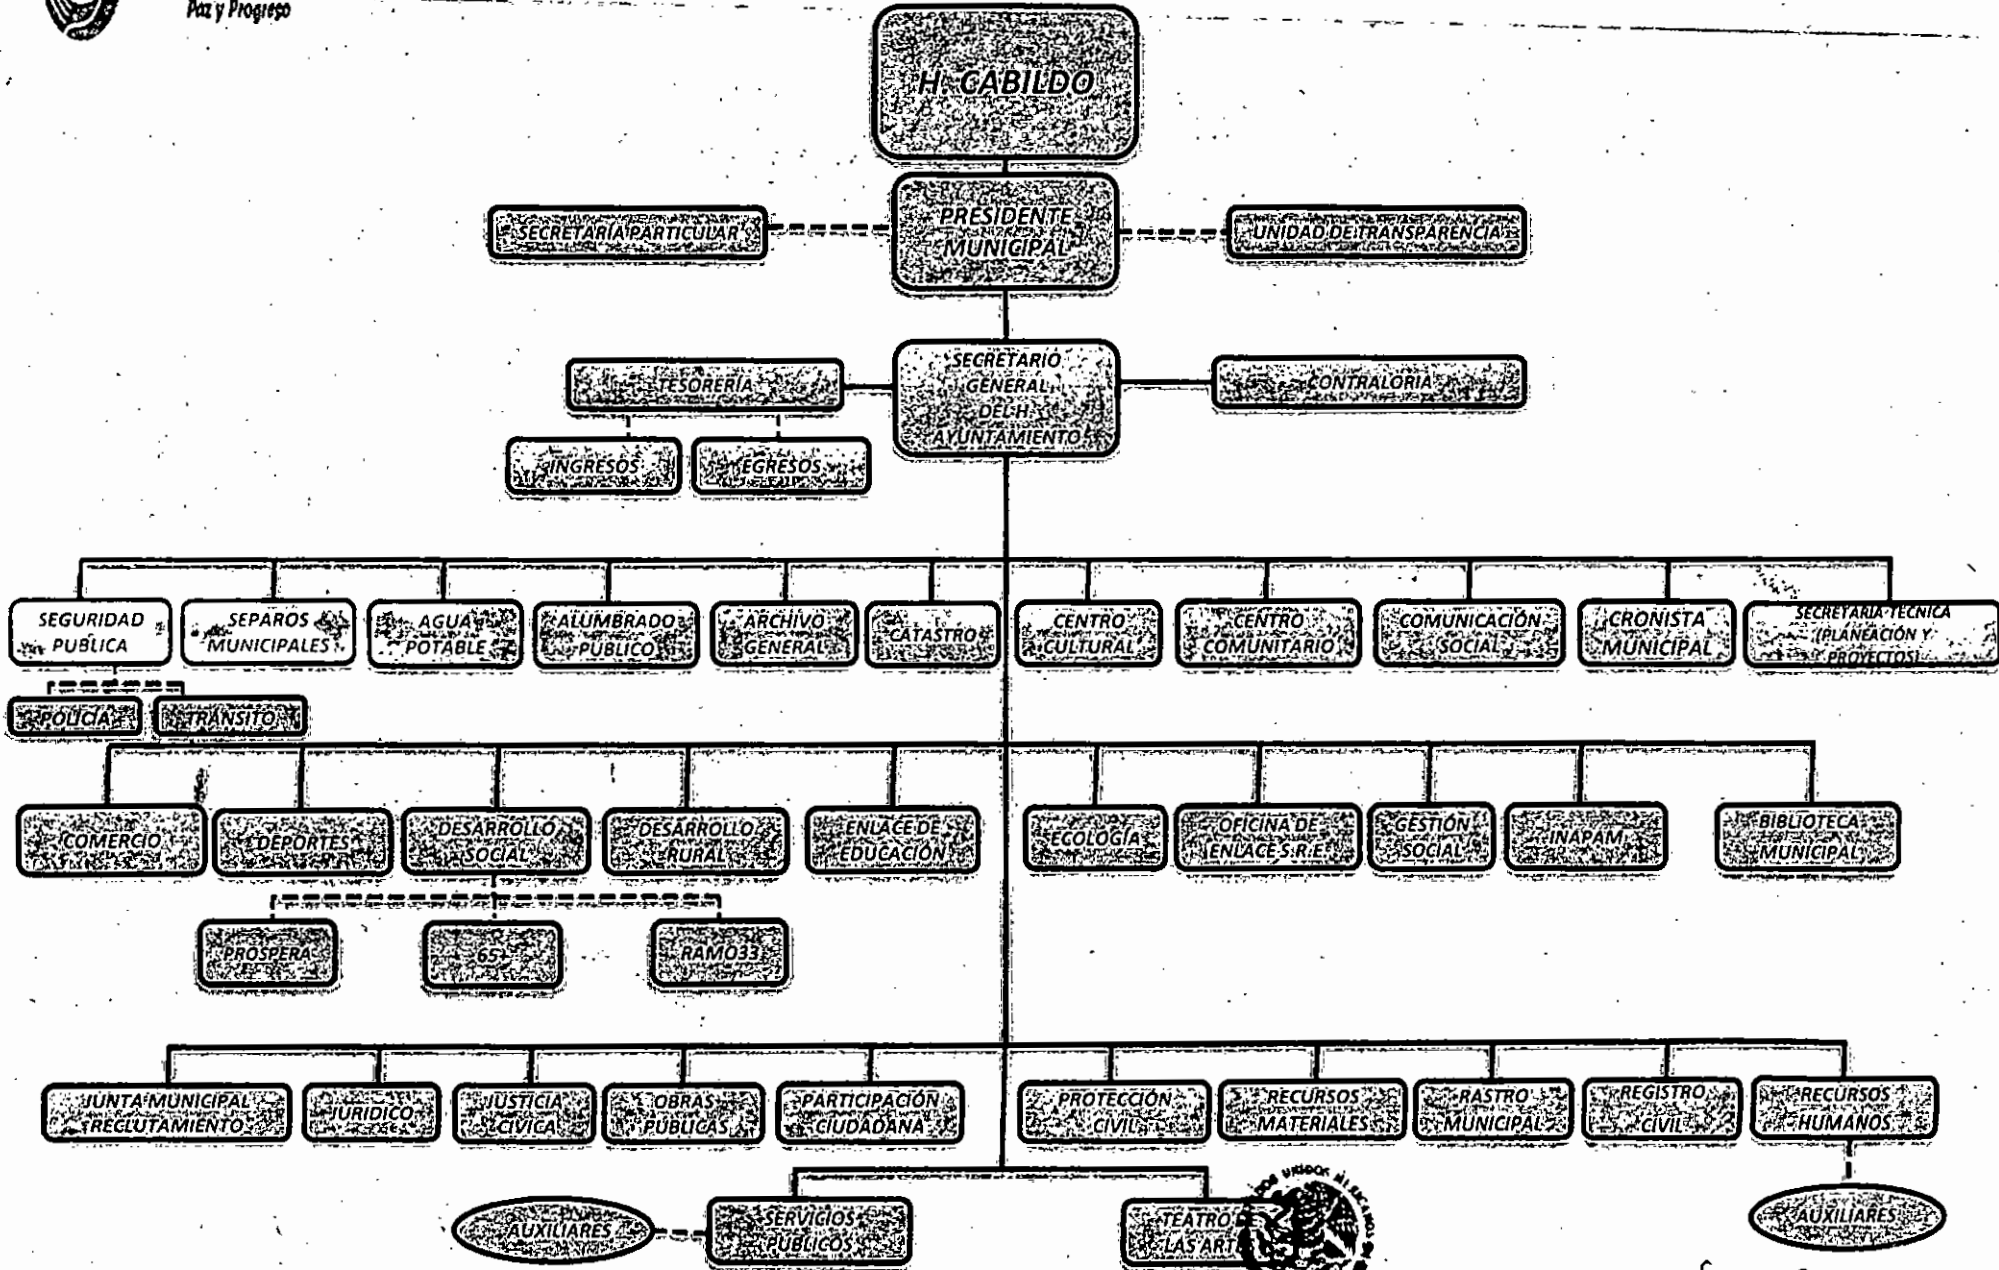 Paz y Progreso
H. CABILDO
PRESIDENTE
MUNICIPAL
SECRETARÍA PARTICULAR
UNIDAD DE TRANSPARENCIA
SECRETARIO
GENERAL
DEL H
AYUNTAMIENTO
TESORERÍA
CONTRALORIA
INGRESOS
EGRESOS
SEGURIDAD
PUBLICA
SEPAROS
MUNICIPALES
AGUA
POTABLE
ALUMBRADO
PUBLICO
ARCHIVO
GENERAL
CATASTRO
CENTRO
CULTURAL
CENTRO
COMUNITARIO
COMUNICACIÓN
SOCIAL
CRONISTA
MUNICIPAL
SECRETARIA TECNICA
(PLANEACIÓN Y
PROYECTOS)
POLICÍA
TRANSITO
COMERCIO
DEPORTES
DESARROLLO
SOCIAL
DESARROLLO
RURAL
ENLACE DE
EDUCACIÓN
ECOLOGÍA
OFICINA DE
ENLACE S.R.E.
GESTIÓN
SOCIAL
INAPAM
BIBLIOTECA
MUNICIPAL
PROSPERA
65+
RAMO33
JUNTA MUNICIPAL
RECLUTAMIENTO
JURIDICO
JUSTICIA
CIVICA
OBRAS
PUBLICAS
PARTICIPACIÓN
CIUDADANA
PROTECCIÓN
CIVIL
RECURSOS
MATERIALES
RASTRO
MUNICIPAL
REGISTRO
CIVIL
RECURSOS
HUMANOS
AUXILIARES
SERVICIOS
PUBLICOS
TEATRO
LAS ART
AUXILIARES